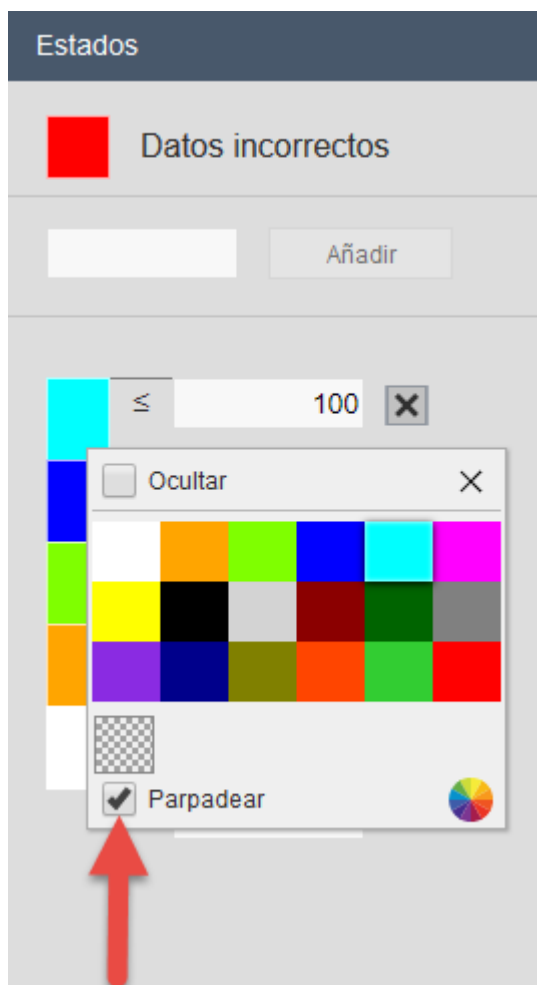 Estados
Datos incorrectos
Añadir
≤ 100
Ocultar
Parpadear